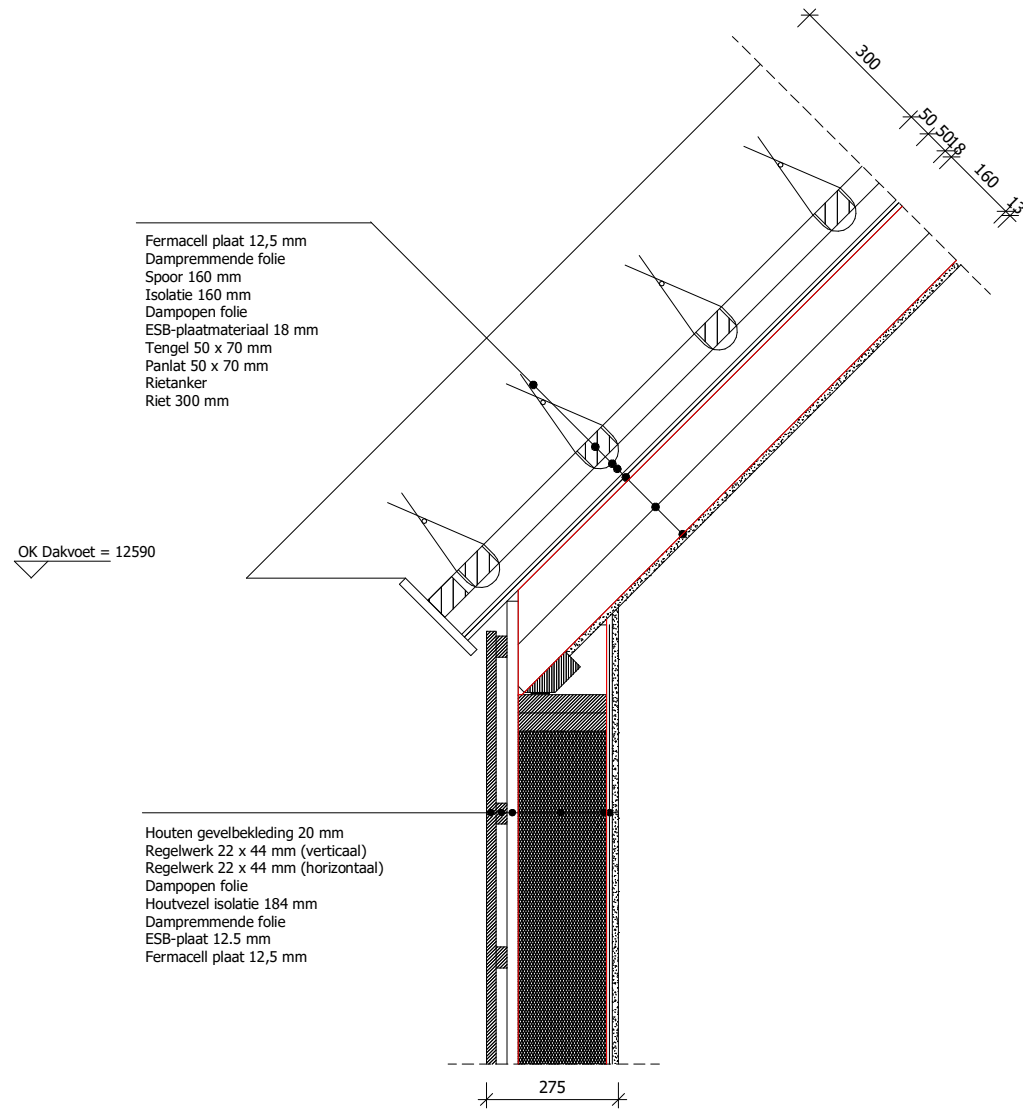 300
50
50
18
160
13
Fermacell plaat 12,5 mm
Dampremmende folie
Spoor 160 mm
Isolatie 160 mm
Dampopen folie
ESB-plaatmateriaal 18 mm
Tengel 50 x 70 mm
Panlat 50 x 70 mm
Rietanker
Riet 300 mm
OK Dakvoet = 12590
Houten gevelbekleding 20 mm
Regelwerk 22 x 44 mm (verticaal)
Regelwerk 22 x 44 mm (horizontaal)
Dampopen folie
Houtvezel isolatie 184 mm
Dampremmende folie
ESB-plaat 12.5 mm
Fermacell plaat 12,5 mm
275